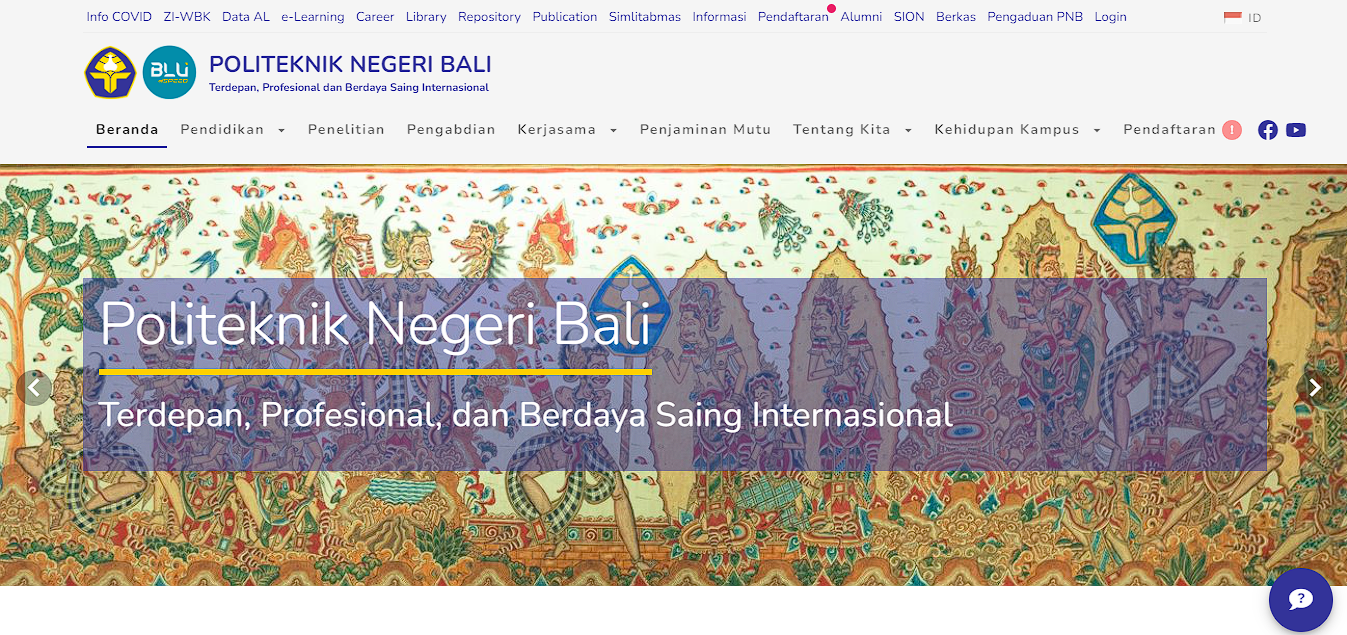 Info COVID ZI-WBK Data AL e-Learning Career Library Repository Publication Simlitabmas Informasi Pendaftaran Alumni SION Berkas Pengaduan PNB Login ID
BLU
SPEED
POLITEKNIK NEGERI BALI
Terdepan, Profesional dan Berdaya Saing Internasional
Beranda Pendidikan Penelitian Pengabdian Kerjasama Penjaminan Mutu Tentang Kita Kehidupan Kampus Pendaftaran !
Politeknik Negeri Bali
Terdepan, Profesional, dan Berdaya Saing Internasional
?